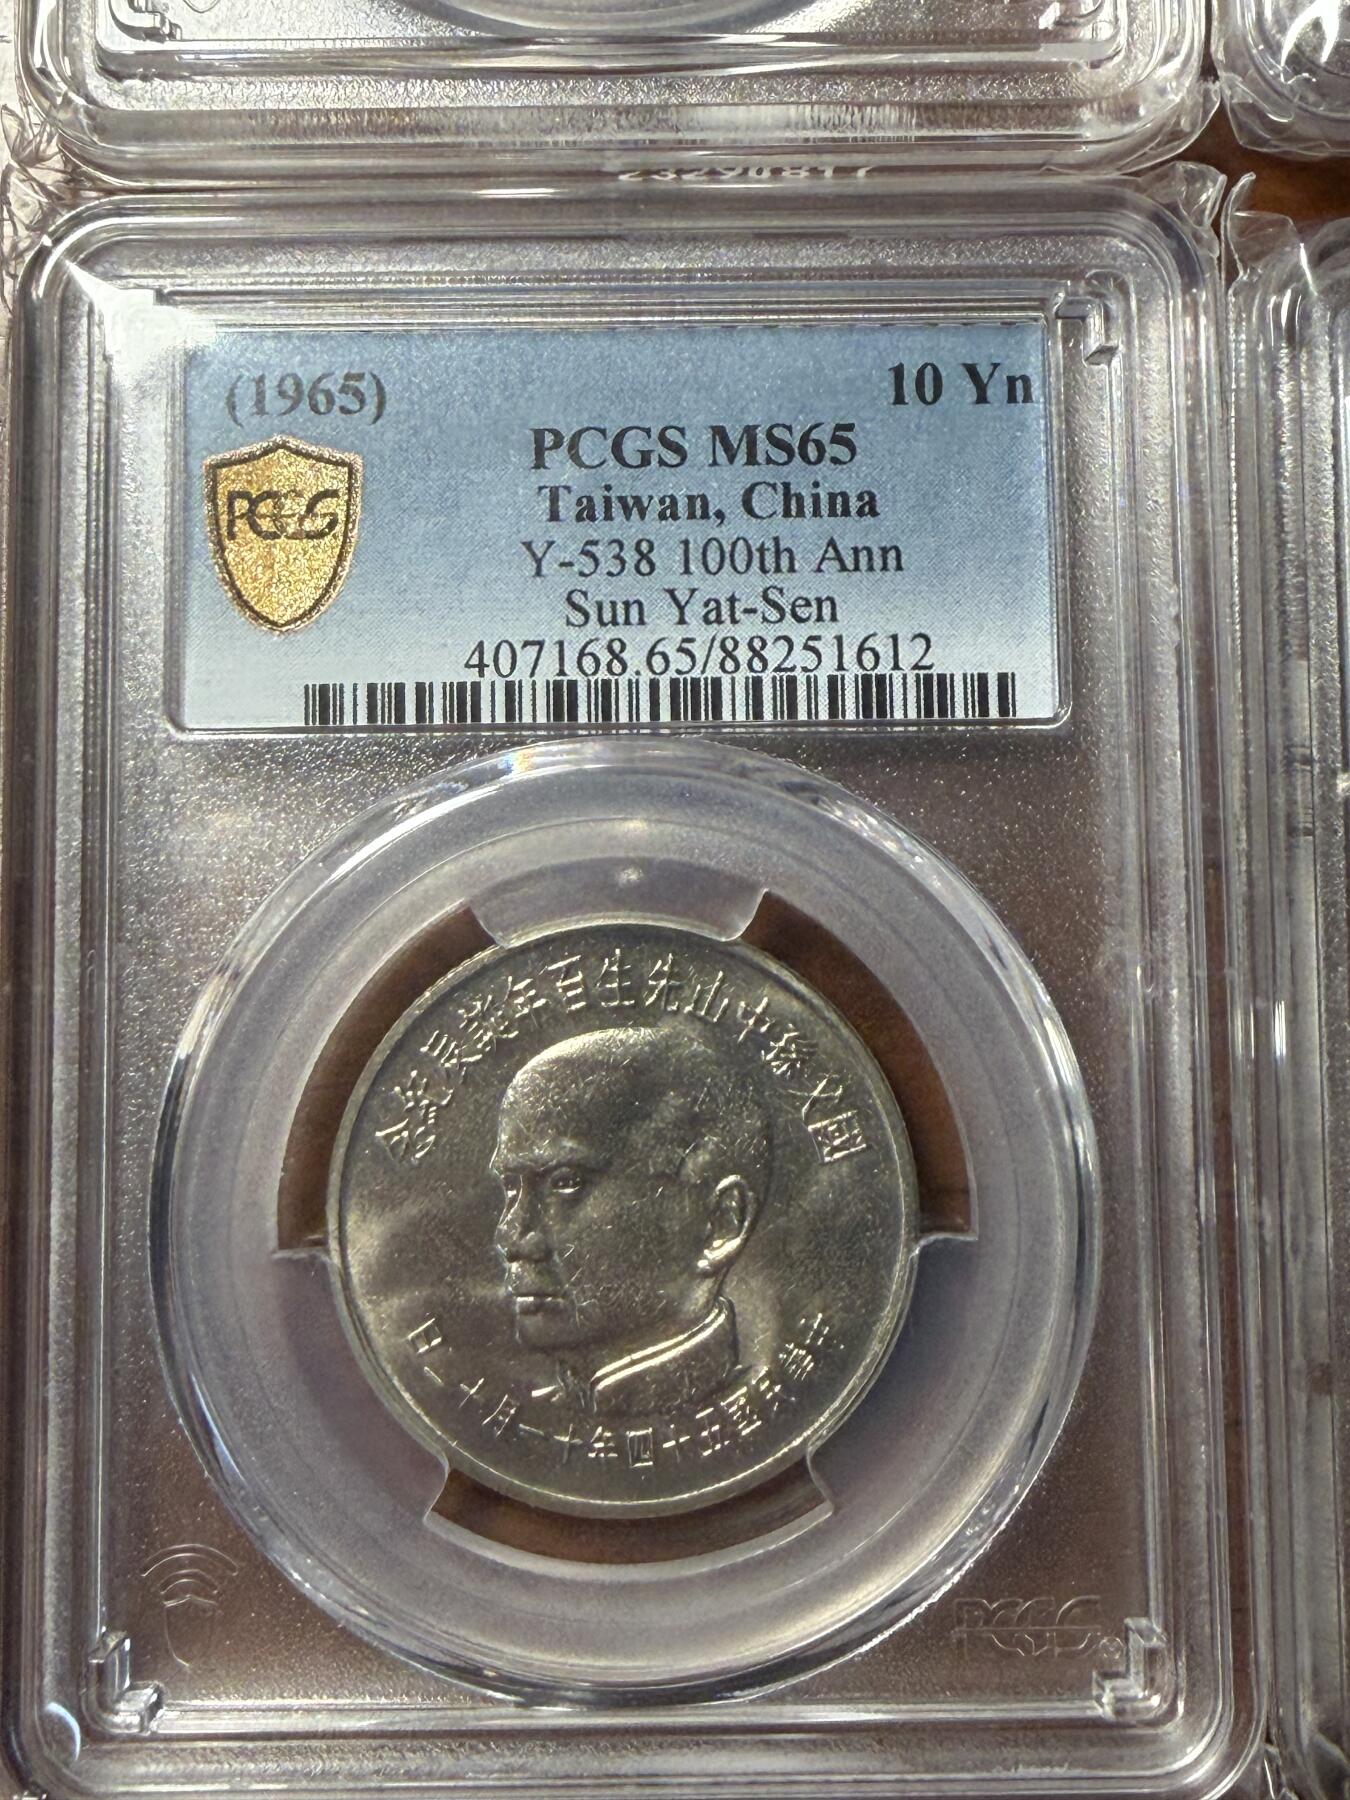 (1965)
10 Yn
PCGS
PCGS MS65
Taiwan, China
Y-538 100th Ann
Sun Yat-Sen
407168.65/88251612
國父孫中山先生百年誕辰紀念
中華民國五十四年十一月十二日
PCGS